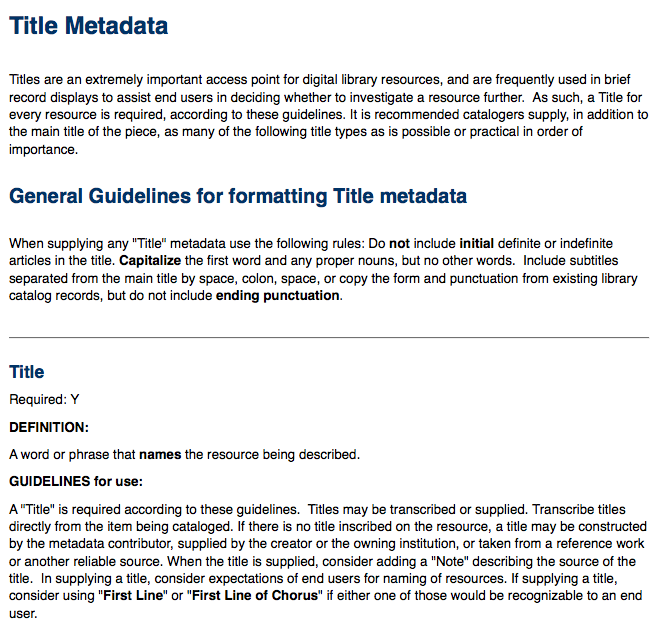 Title Metadata
Titles are an extremely important access point for digital library resources, and are frequently used in brief
record displays to assist end users in deciding whether to investigate a resource further.  As such, a Title for
every resource is required, according to these guidelines. It is recommended catalogers supply, in addition to
the main title of the piece, as many of the following title types as is possible or practical in order of
importance.
General Guidelines for formatting Title metadata
When supplying any "Title" metadata use the following rules: Do not include initial definite or indefinite
articles in the title. Capitalize the first word and any proper nouns, but no other words.  Include subtitles
separated from the main title by space, colon, space, or copy the form and punctuation from existing library
catalog records, but do not include ending punctuation.
Title
Required: Y
DEFINITION:
A word or phrase that names the resource being described.
GUIDELINES for use:
A "Title" is required according to these guidelines.  Titles may be transcribed or supplied. Transcribe titles
directly from the item being cataloged. If there is no title inscribed on the resource, a title may be constructed
by the metadata contributor, supplied by the creator or the owning institution, or taken from a reference work
or another reliable source. When the title is supplied, consider adding a "Note" describing the source of the
title.  In supplying a title, consider expectations of end users for naming of resources. If supplying a title,
consider using "First Line" or "First Line of Chorus" if either one of those would be recognizable to an end
user.